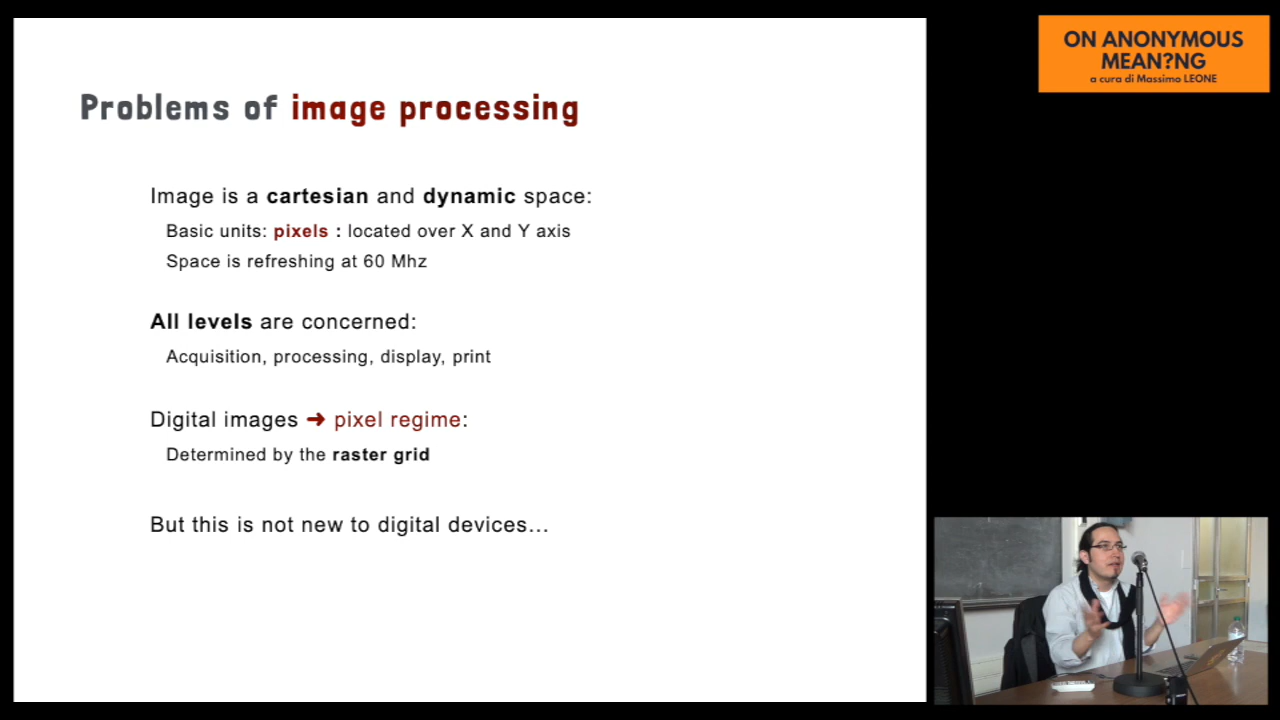 Problems of image processing
Image is a cartesian and dynamic space:
Basic units: pixels : located over X and Y axis
Space is refreshing at 60 Mhz
All levels are concerned:
Acquisition, processing, display, print
Digital images ➜ pixel regime:
Determined by the raster grid
But this is not new to digital devices…
ON ANONYMOUS
MEAN?NG
a cura di Massimo LEONE